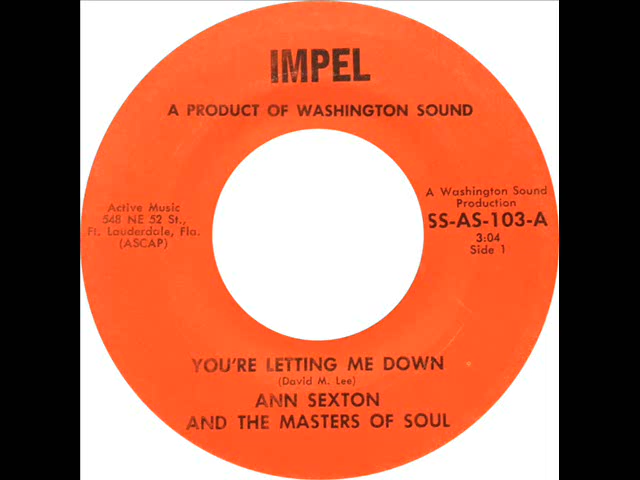 IMPEL
A PRODUCT OF WASHINGTON SOUND
Active Music
548 NE 52 St.,
Ft. Lauderdale, Fla.
(ASCAP)
A Washington Sound
Production
SS-AS-103-A
3:04
Side 1
YOU'RE LETTING ME DOWN
(David M. Lee)
ANN SEXTON
AND THE MASTERS OF SOUL